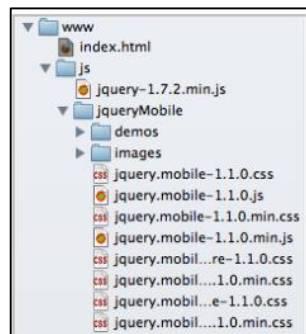 www
index.html
js
jquery-1.7.2.min.js
jqueryMobile
demos
images
jquery.mobile-1.1.0.css
jquery.mobile-1.1.0.js
jquery.mobile-1.1.0.min.css
jquery.mobile-1.1.0.min.js
jquery.mobil...re-1.1.0.css
jquery.mobil....1.0.min.css
jquery.mobil...e-1.1.0.css
jquery.mobil....1.0.min.css